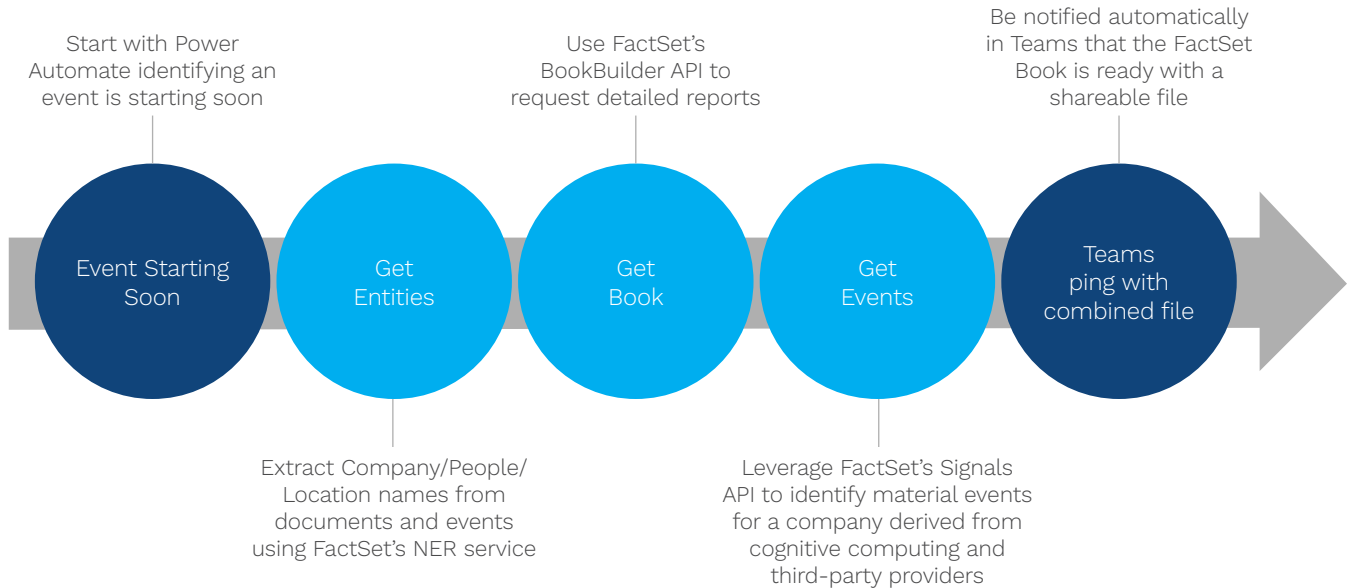 Start with Power
Automate identifying an
event is starting soon
Use FactSet’s
BookBuilder API to
request detailed reports
Be notified automatically
in Teams that the FactSet
Book is ready with a
shareable file
Event Starting
Soon
Get
Entities
Get
Book
Get
Events
Teams
ping with
combined file
Extract Company/People/
Location names from
documents and events
using FactSet’s NER service
Leverage FactSet’s Signals
API to identify material events
for a company derived from
cognitive computing and
third-party providers